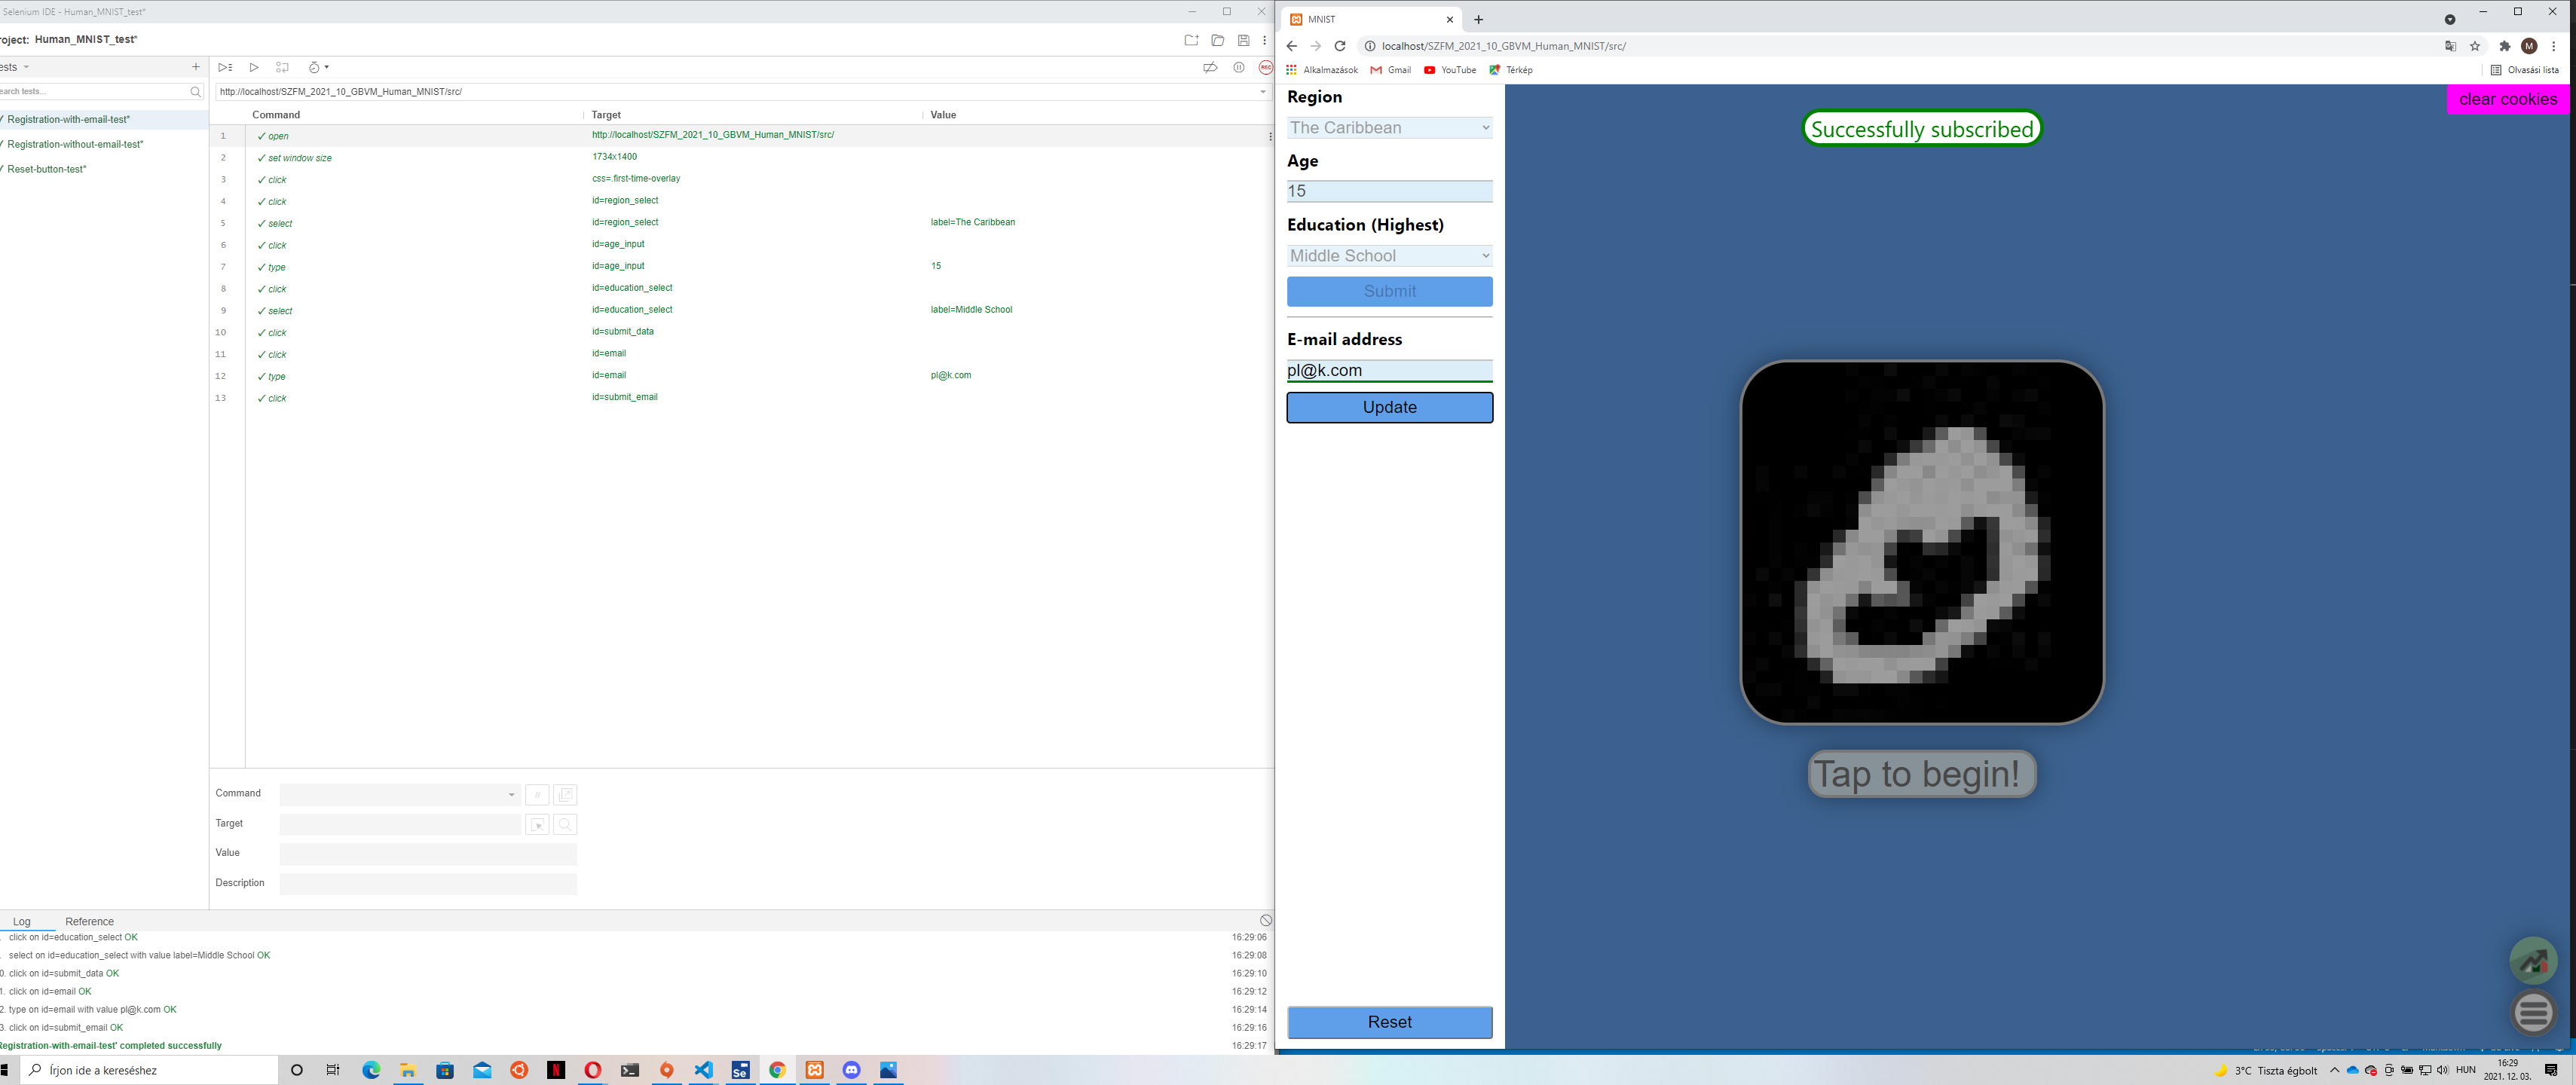 Selenium IDE - Human_MNIST_test*
roject: Human_MNIST_test*
ests
earch tests...
Registration-with-email-test*
Registration-without-email-test*
Reset-button-test*
REC
http://localhost/SZFM_2021_10_GBVM_Human_MNIST/src/
Command Target Value
1 ✓ open http://localhost/SZFM_2021_10_GBVM_Human_MNIST/src/
2 ✓ set window size 1734x1400
3 ✓ click css=.first-time-overlay
4 ✓ click id=region_select
5 ✓ select id=region_select label=The Caribbean
6 ✓ click id=age_input
7 ✓ type id=age_input 15
8 ✓ click id=education_select
9 ✓ select id=education_select label=Middle School
10 ✓ click id=submit_data
11 ✓ click id=email
12 ✓ type id=email pl@k.com
13 ✓ click id=submit_email
Command
//
Target
Value
Description
Log Reference
. click on id=education_select OK 16:29:06
. select on id=education_select with value label=Middle School OK 16:29:08
0. click on id=submit_data OK 16:29:10
1. click on id=email OK 16:29:12
2. type on id=email with value pl@k.com OK 16:29:14
3. click on id=submit_email OK 16:29:16
Registration-with-email-test' completed successfully 16:29:17
MNIST
localhost/SZFM_2021_10_GBVM_Human_MNIST/src/
M
Alkalmazások Gmail YouTube Térkép Olvasási lista
Region
The Caribbean
Age
15
Education (Highest)
Middle School
Submit
E-mail address
pl@k.com
Update
Reset
clear cookies
Successfully subscribed
Tap to begin!
Írjon ide a kereséshez
N
Se
3°C Tiszta égbolt
HUN
16:29
2021. 12. 03.